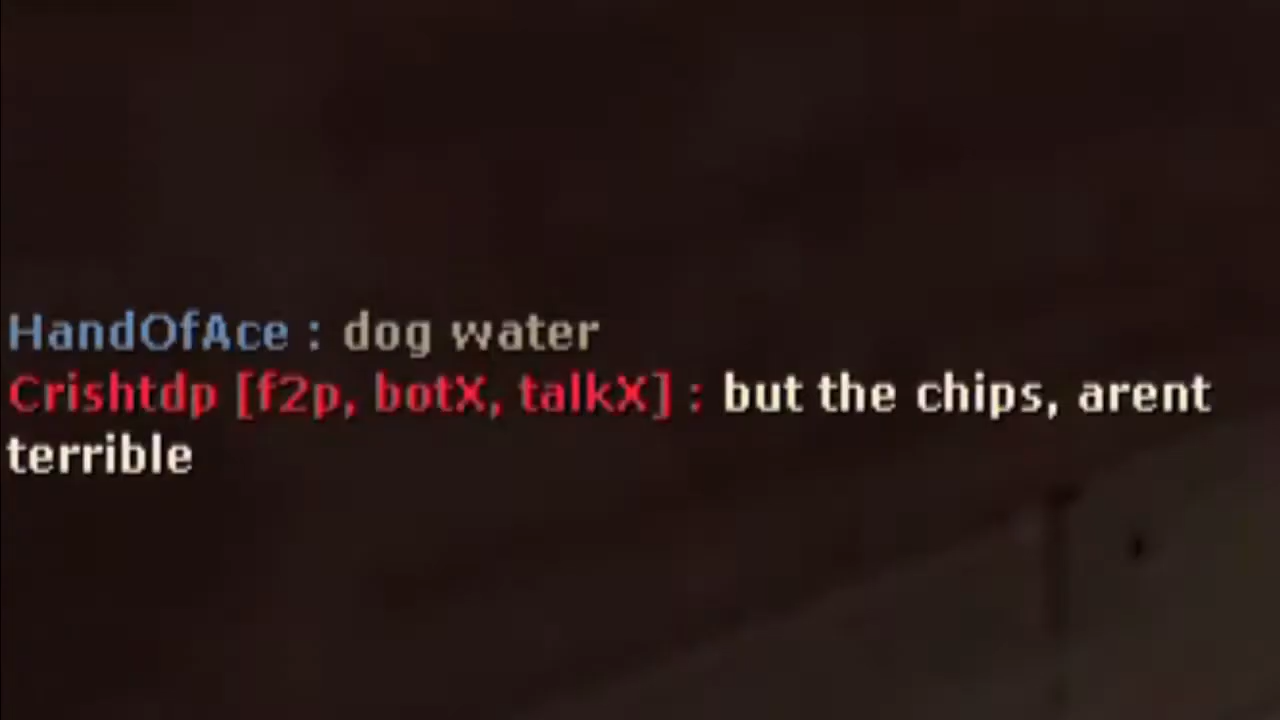 HandOfAce : dog water
Crishtdp [f2p, botX, talkX] : but the chips, arent
terrible